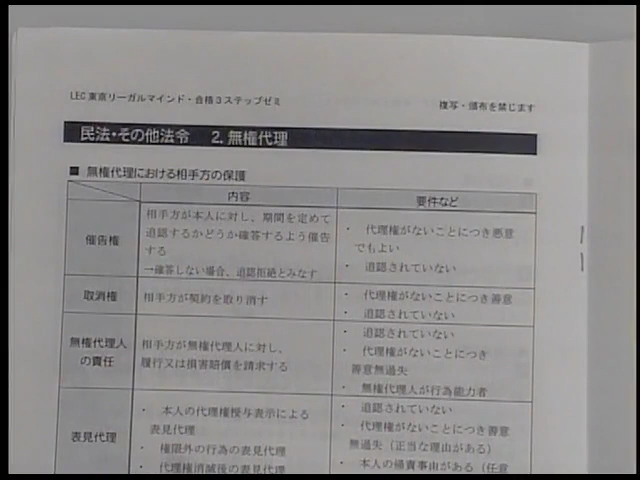 LEC東京リーガルマインド・合格3ステップゼミ
複写・頒布を禁じます
民法・その他法令 2.無権代理
■ 無権代理における相手方の保護
内容
要件など
催告権
相手方が本人に対し、期間を定めて
追認するかどうか確答するよう催告
する
→確答しない場合、追認拒絶とみなす
・ 代理権がないことにつき悪意
でもよい
・ 追認されていない
取消権
相手方が契約を取り消す
・ 代理権がないことにつき善意
・ 追認されていない
無権代理人
の責任
相手方が無権代理人に対し、
履行又は損害賠償を請求する
・ 追認されていない
・ 代理権がないことにつき
善意無過失
・ 無権代理人が行為能力者
表見代理
・ 本人の代理権授与表示による
表見代理
・ 権限外の行為の表見代理
・ 代理権消滅後の表見代理
・ 追認されていない
・ 代理権がないことにつき善意
無過失（正当な理由がある）
・ 本人の帰責事由がある（任意